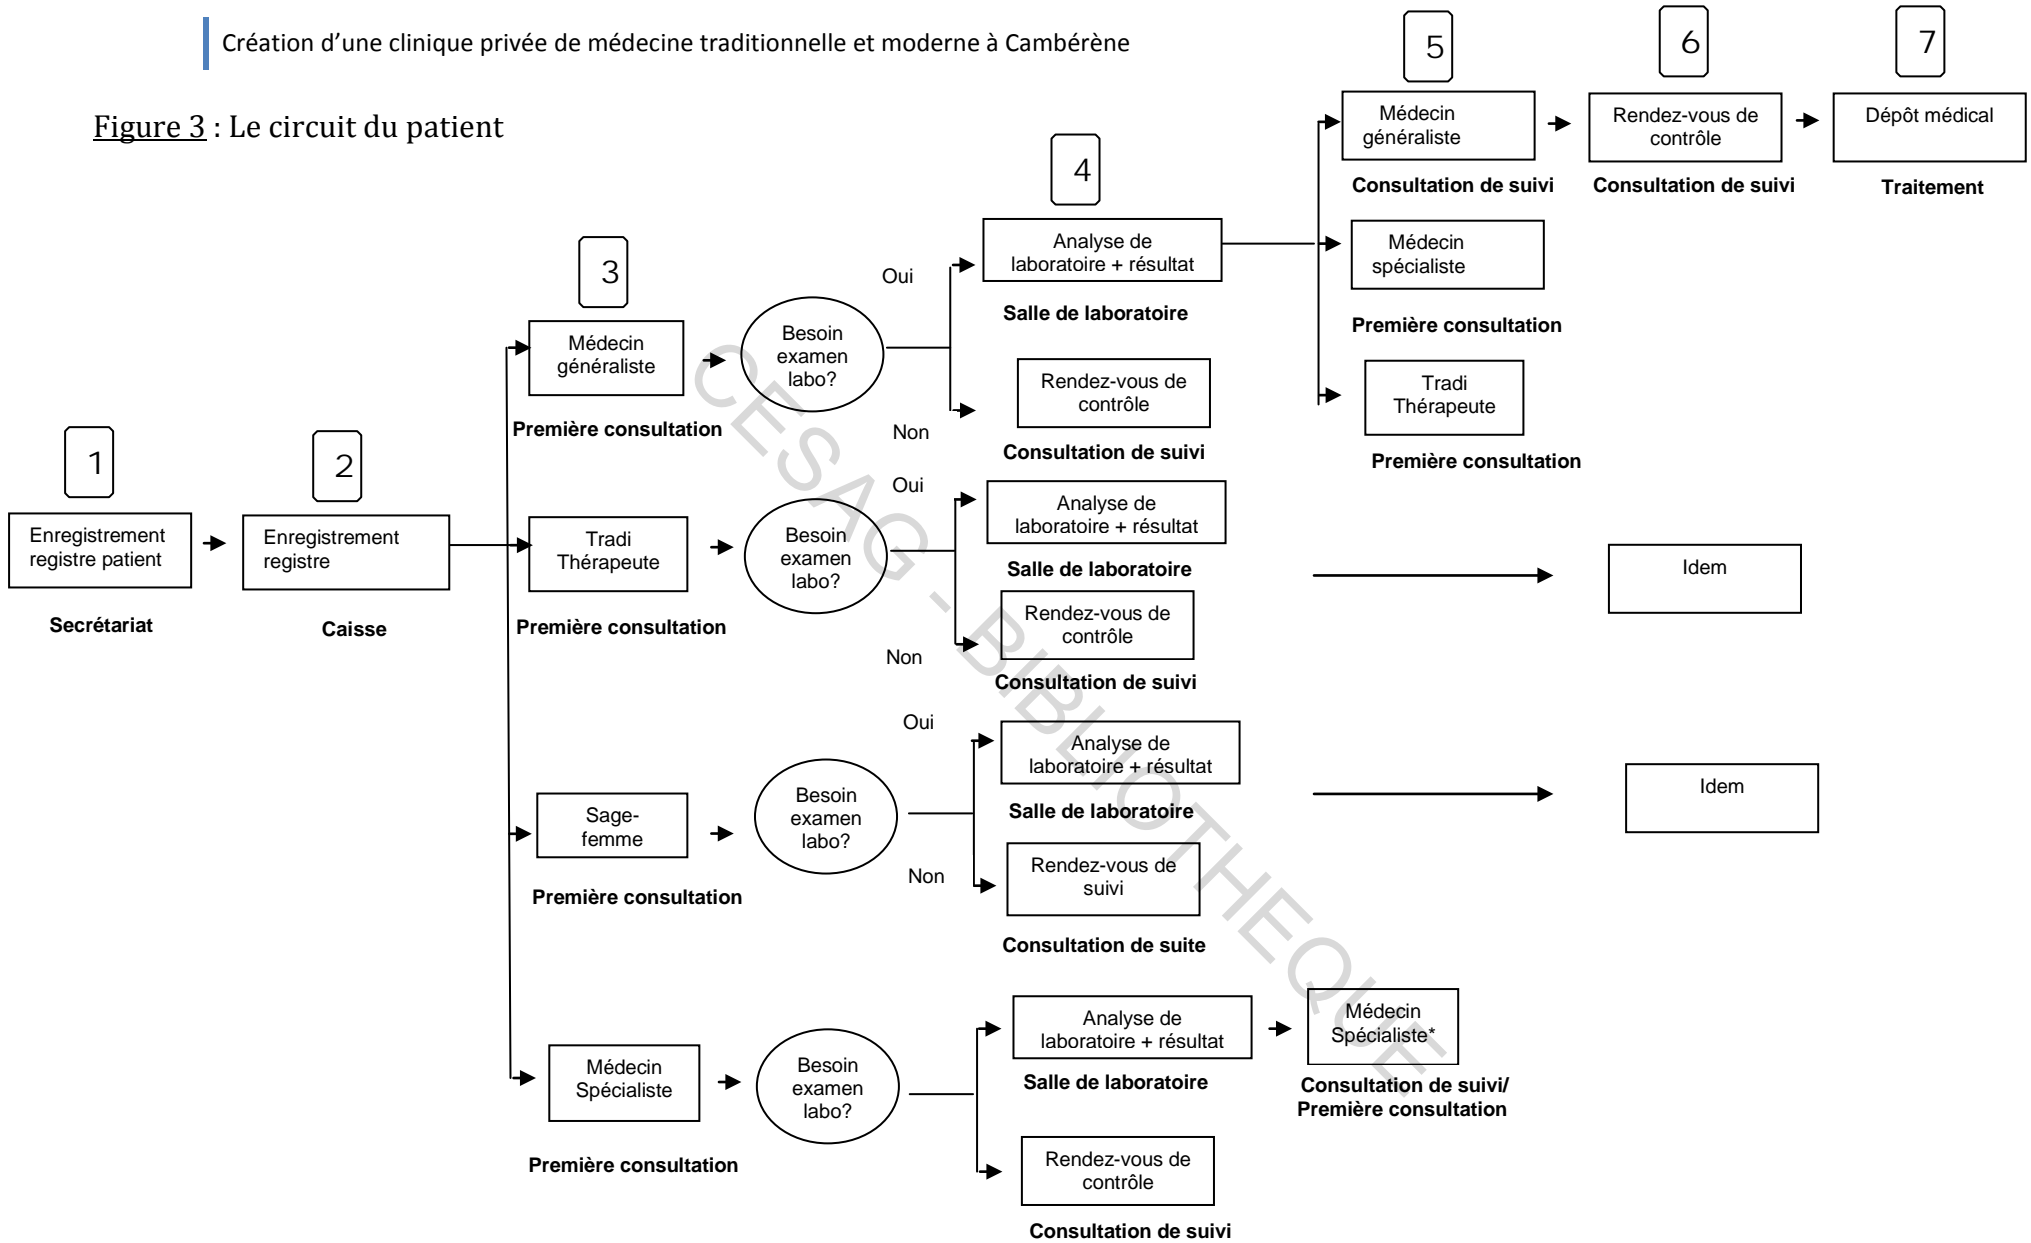 Création d’une clinique privée de médecine traditionnelle et moderne à Cambérène
Figure 3 : Le circuit du patient
1
Enregistrement
registre patient
Secrétariat
2
Enregistrement
registre
Caisse
3
Médecin
généraliste
Première consultation
Besoin
examen
labo?
Oui
Non
4
Analyse de
laboratoire + résultat
Salle de laboratoire
Rendez-vous de
contrôle
Consultation de suivi
5
Médecin
généraliste
Consultation de suivi
6
Rendez-vous de
contrôle
Consultation de suivi
7
Dépôt médical
Traitement
Médecin
spécialiste
Première consultation
Tradi
Thérapeute
Première consultation
Tradi
Thérapeute
Première consultation
Besoin
examen
labo?
Oui
Non
Analyse de
laboratoire + résultat
Salle de laboratoire
Rendez-vous de
contrôle
Consultation de suivi
Idem
Sage-
femme
Première consultation
Besoin
examen
labo?
Oui
Non
Analyse de
laboratoire + résultat
Salle de laboratoire
Rendez-vous de
suivi
Consultation de suite
Idem
Médecin
Spécialiste
Première consultation
Besoin
examen
labo?
Analyse de
laboratoire + résultat
Salle de laboratoire
Rendez-vous de
contrôle
Consultation de suivi
Médecin
Spécialiste*
Consultation de suivi/
Première consultation
CESAG - BIBLIOTHEQUE